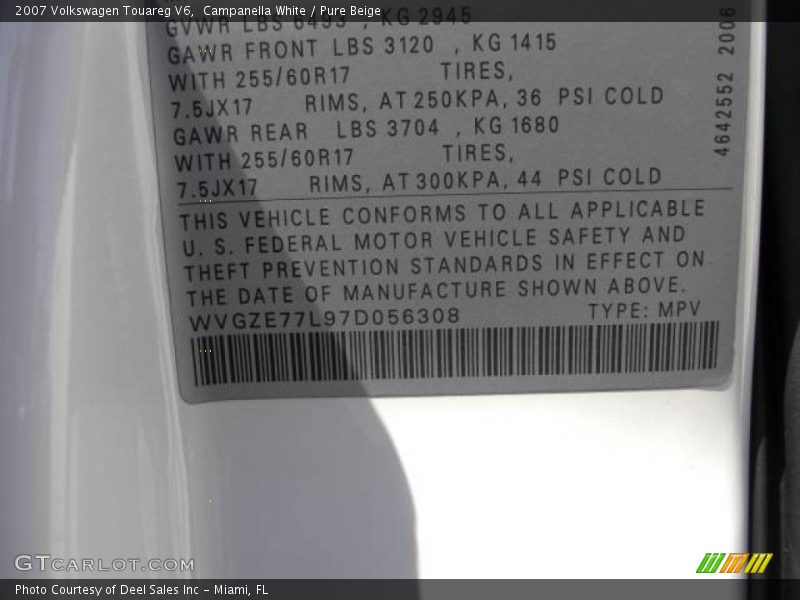 2007 Volkswagen Touareg V6, Campanella White / Pure Beige
GVWR LBS 6493 , KG 2945
GAWR FRONT LBS 3120 , KG 1415
WITH 255/60R17 TIRES,
7.5JX17 RIMS, AT 250KPA, 36 PSI COLD
GAWR REAR LBS 3704 , KG 1680
WITH 255/60R17 TIRES,
7.5JX17 RIMS, AT 300KPA, 44 PSI COLD
THIS VEHICLE CONFORMS TO ALL APPLICABLE
U. S. FEDERAL MOTOR VEHICLE SAFETY AND
THEFT PREVENTION STANDARDS IN EFFECT ON
THE DATE OF MANUFACTURE SHOWN ABOVE.
WVGZE77L97D056308 TYPE: MPV
4642552 2006
GTCARLOT.COM
Photo Courtesy of Deel Sales Inc - Miami, FL